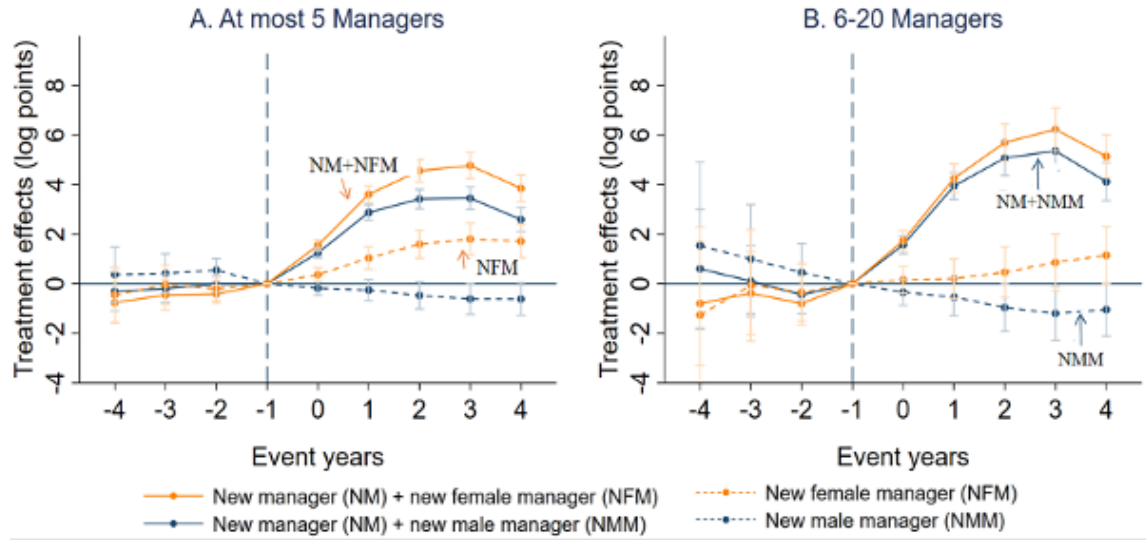 A. At most 5 Managers
B. 6-20 Managers
Treatment effects (log points)
8
6
4
2
0
-2
-4
NM+NFM
NFM
-4 -3 -2 -1 0 1 2 3 4
Event years
Treatment effects (log points)
8
6
4
2
0
-2
-4
NM+NMM
NMM
-4 -3 -2 -1 0 1 2 3 4
Event years
New manager (NM) + new female manager (NFM)
New female manager (NFM)
New manager (NM) + new male manager (NMM)
New male manager (NMM)